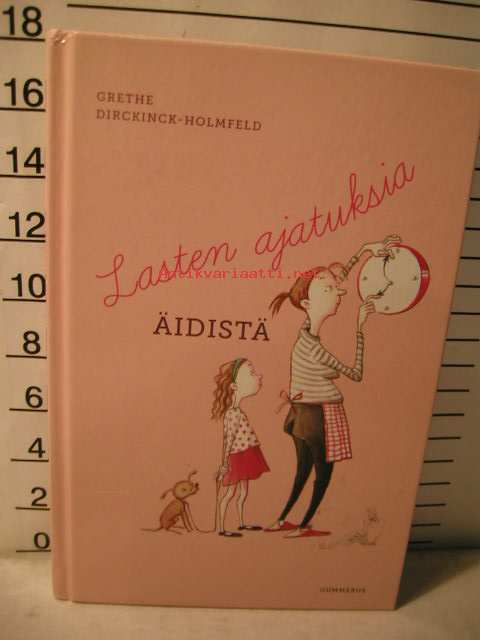 18
16
14
12
10
8
6
4
2
0
GRETHE
DIRCKINCK-HOLMFELD
Lasten ajatuksia
Antikvariaatti.net
ÄIDISTÄ
GUMMERUS